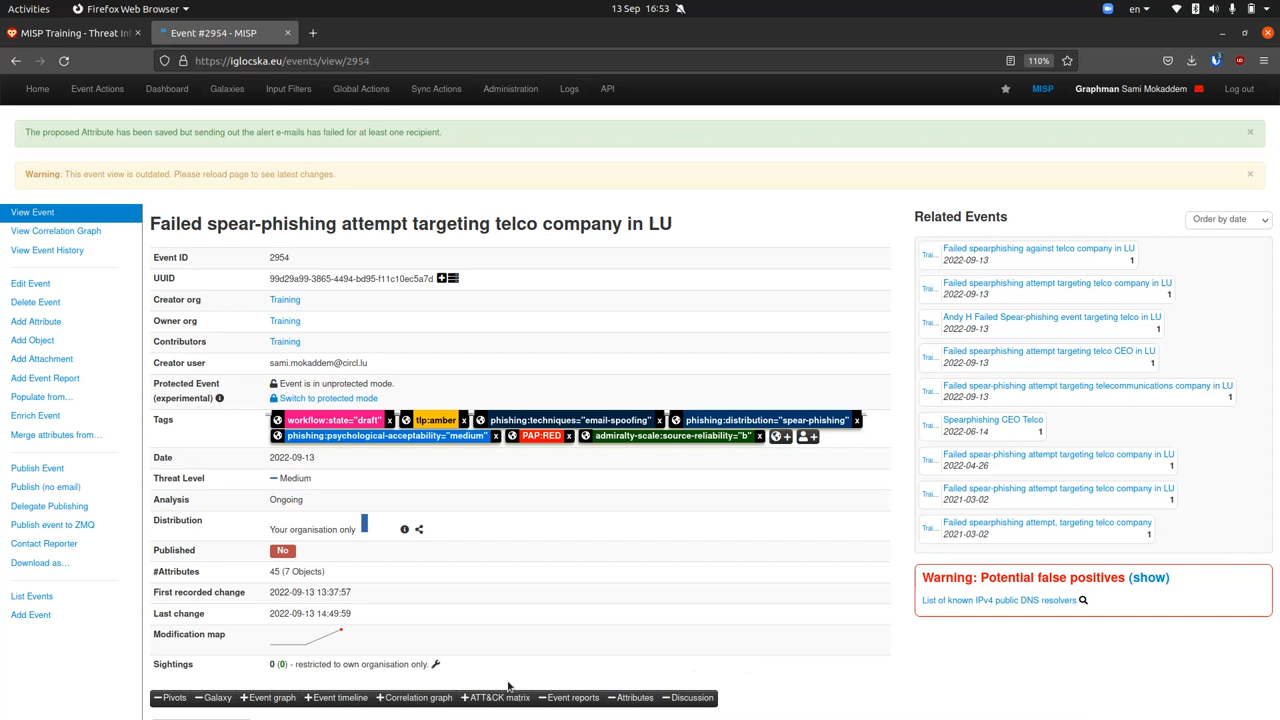 Activities
Firefox Web Browser
13 Sep 16:53
en
MISP Training - Threat In
Event #2954 - MISP
https://iglocska.eu/events/view/2954
110%
Home Event Actions Dashboard Galaxies Input Filters Global Actions Sync Actions Administration Logs API
MISP Graphman Sami Mokaddem Log out
The proposed Attribute has been saved but sending out the alert e-mails has failed for at least one recipient.
Warning: This event view is outdated. Please reload page to see latest changes.
View Event
View Correlation Graph
View Event History
Edit Event
Delete Event
Add Attribute
Add Object
Add Attachment
Add Event Report
Populate from...
Enrich Event
Merge attributes from...
Publish Event
Publish (no email)
Delegate Publishing
Publish event to ZMQ
Contact Reporter
Download as...
List Events
Add Event
Failed spear-phishing attempt targeting telco company in LU
Event ID 2954
UUID 99d29a99-3865-4494-bd95-f11c10ec5a7d
Creator org Training
Owner org Training
Contributors Training
Creator user sami.mokaddem@circl.lu
Protected Event Event is in unprotected mode.
(experimental) Switch to protected mode
Tags workflow:state="draft" x tlp:amber x phishing:techniques="email-spoofing" x phishing:distribution="spear-phishing" x
phishing:psychological-acceptability="medium" x PAP:RED x admiralty-scale:source-reliability="b" x
Date 2022-09-13
Threat Level Medium
Analysis Ongoing
Distribution Your organisation only
Published No
#Attributes 45 (7 Objects)
First recorded change 2022-09-13 13:37:57
Last change 2022-09-13 14:49:59
Modification map
Sightings 0 (0) - restricted to own organisation only.
Pivots Galaxy Event graph Event timeline Correlation graph ATT&CK matrix Event reports Attributes Discussion
Related Events
Order by date
Trai... Failed spearphishing against telco company in LU
2022-09-13 1
Trai... Failed spearphishing attempt targeting telco company in LU
2022-09-13 1
Trai... Andy H Failed Spear-phishing event targeting telco in LU
2022-09-13 1
Trai... Failed spearphishing attempt targeting telco CEO in LU
2022-09-13 1
Trai... Failed spear-phishing attempt targeting telecommunications company in LU
2022-09-13 1
Trai... Spearphishing CEO Telco
2022-06-14 1
Trai... Failed spear-phishing attempt targeting telco company in LU
2022-04-26 1
Trai... Failed spear-phishing attempt targeting telco company in LU
2021-03-02 1
Trai... Failed spearphishing attempt, targeting telco company
2021-03-02 1
Warning: Potential false positives (show)
List of known IPv4 public DNS resolvers